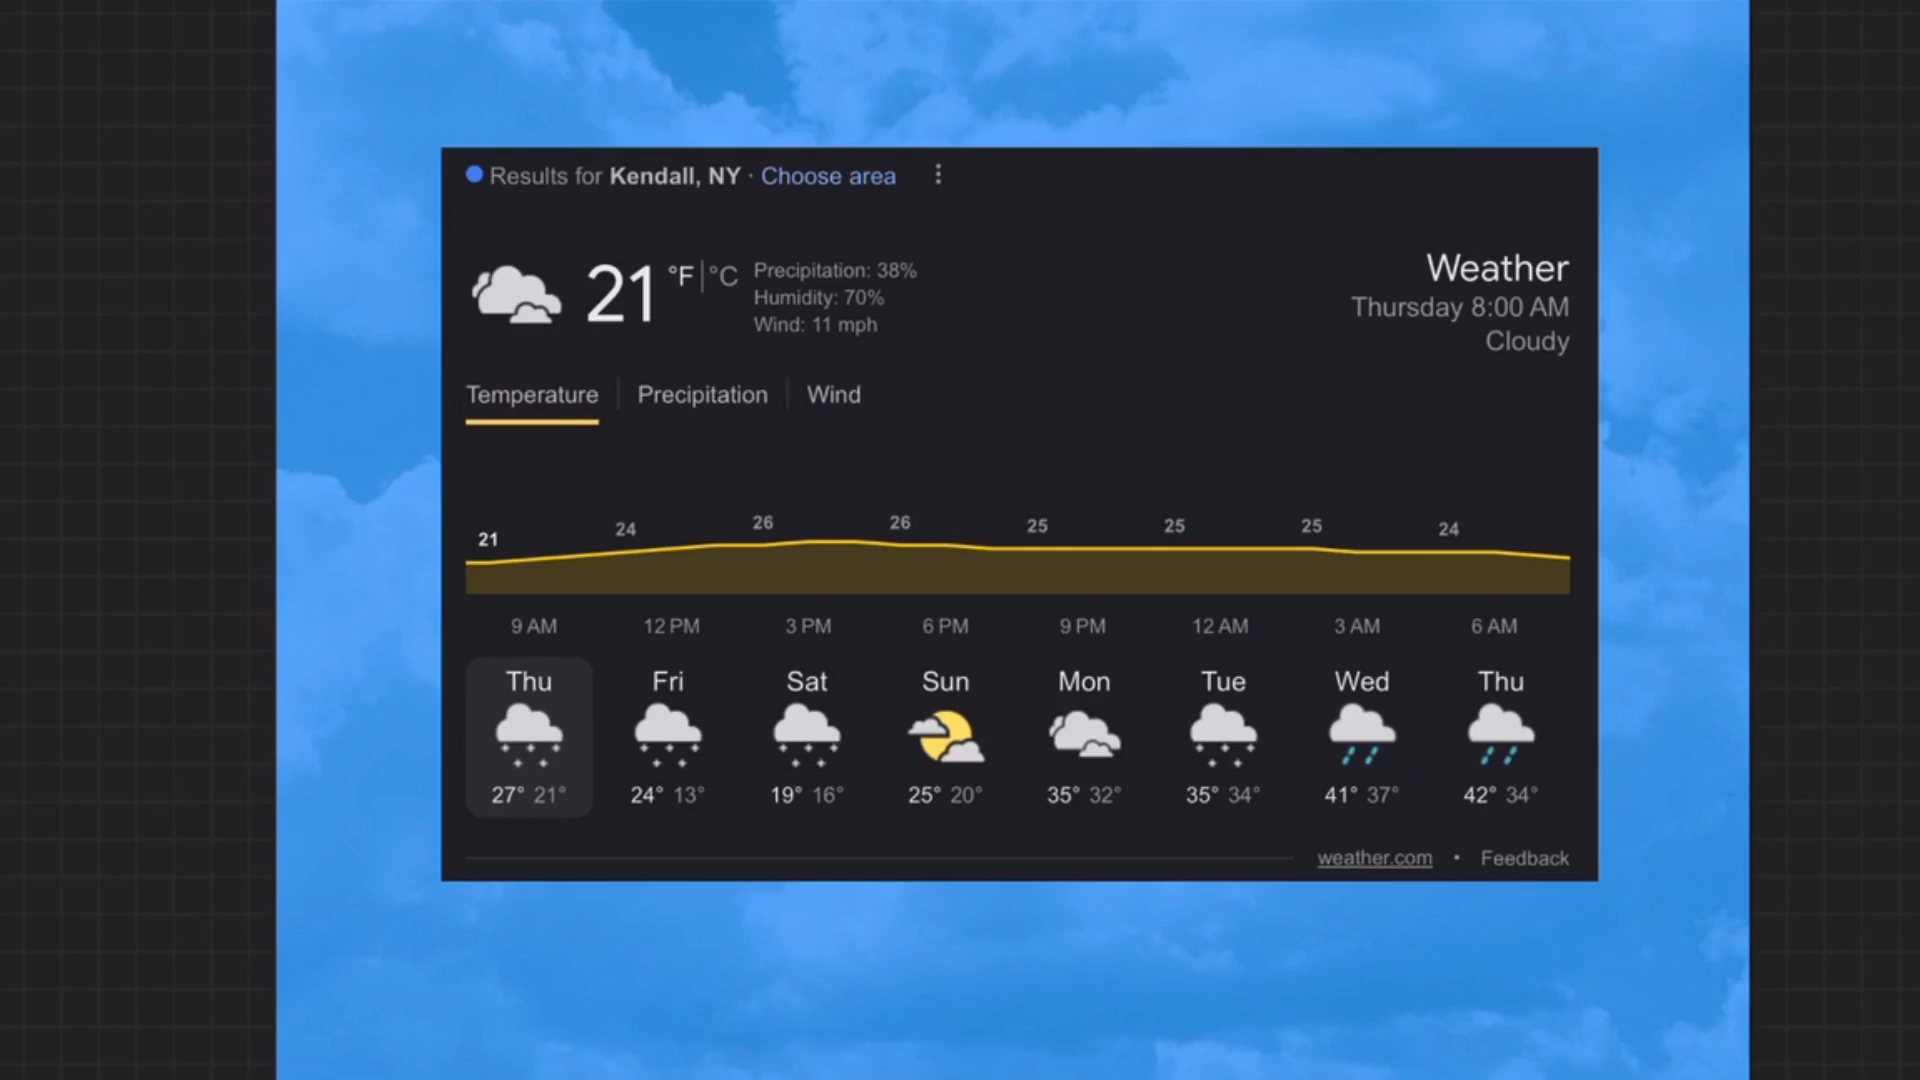 Results for Kendall, NY · Choose area
21 °F|°C
Precipitation: 38%
Humidity: 70%
Wind: 11 mph
Weather
Thursday 8:00 AM
Cloudy
Temperature Precipitation Wind
21 24 26 26 25 25 25 24
9 AM 12 PM 3 PM 6 PM 9 PM 12 AM 3 AM 6 AM
Thu Fri Sat Sun Mon Tue Wed Thu
27° 21° 24° 13° 19° 16° 25° 20° 35° 32° 35° 34° 41° 37° 42° 34°
weather.com • Feedback